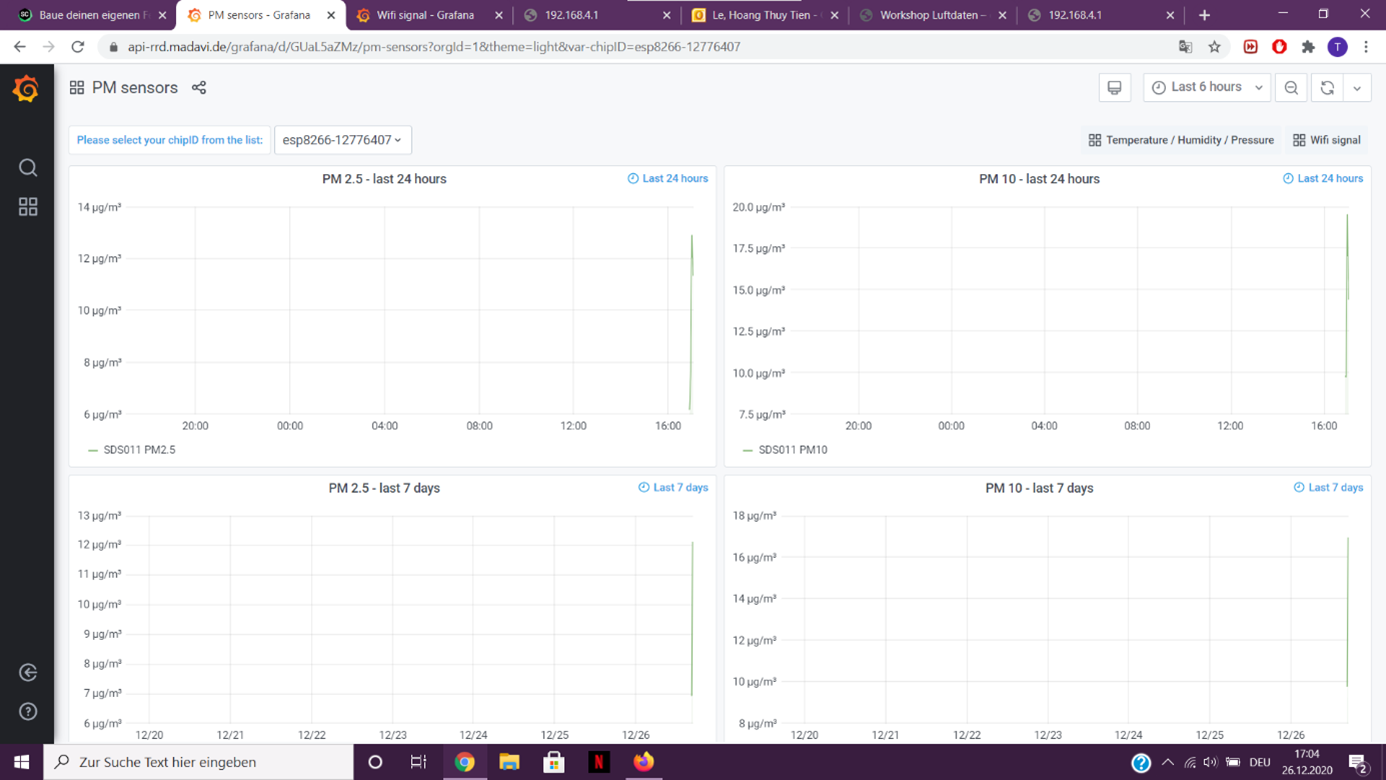 Baue deinen eigenen F
PM sensors - Grafana
Wifi signal - Grafana
192.168.4.1
Le, Hoang Thuy Tien -
Workshop Luftdaten –
192.168.4.1
api-rrd.madavi.de/grafana/d/GUaL5aZMz/pm-sensors?orgId=1&theme=light&var-chipID=esp8266-12776407
T
PM sensors
Last 6 hours
Please select your chipID from the list:
esp8266-12776407
Temperature / Humidity / Pressure
Wifi signal
PM 2.5 - last 24 hours
Last 24 hours
14 µg/m³
12 µg/m³
10 µg/m³
8 µg/m³
6 µg/m³
20:00 00:00 04:00 08:00 12:00 16:00
SDS011 PM2.5
PM 10 - last 24 hours
Last 24 hours
20.0 µg/m³
17.5 µg/m³
15.0 µg/m³
12.5 µg/m³
10.0 µg/m³
7.5 µg/m³
20:00 00:00 04:00 08:00 12:00 16:00
SDS011 PM10
PM 2.5 - last 7 days
Last 7 days
13 µg/m³
12 µg/m³
11 µg/m³
10 µg/m³
9 µg/m³
8 µg/m³
7 µg/m³
6 µg/m³
12/20 12/21 12/22 12/23 12/24 12/25 12/26
PM 10 - last 7 days
Last 7 days
18 µg/m³
16 µg/m³
14 µg/m³
12 µg/m³
10 µg/m³
8 µg/m³
12/20 12/21 12/22 12/23 12/24 12/25 12/26
Zur Suche Text hier eingeben
N
DEU
17:04
26.12.2020
2